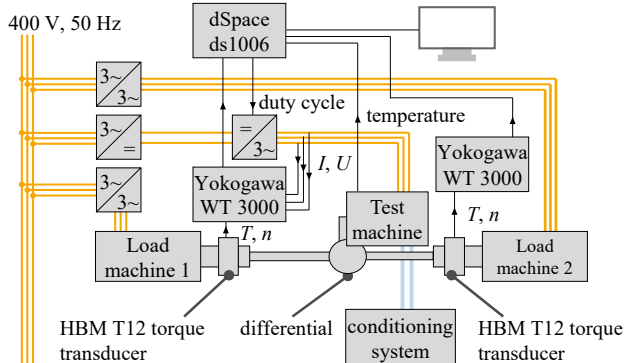 400 V, 50 Hz
dSpace
ds1006
3~
3~
duty cycle
temperature
3~
=
=
3~
Yokogawa
WT 3000
I, U
Yokogawa
WT 3000
3~
3~
Test
machine
T, n
T, n
Load
machine 1
Load
machine 2
HBM T12 torque
transducer
differential
conditioning
system
HBM T12 torque
transducer